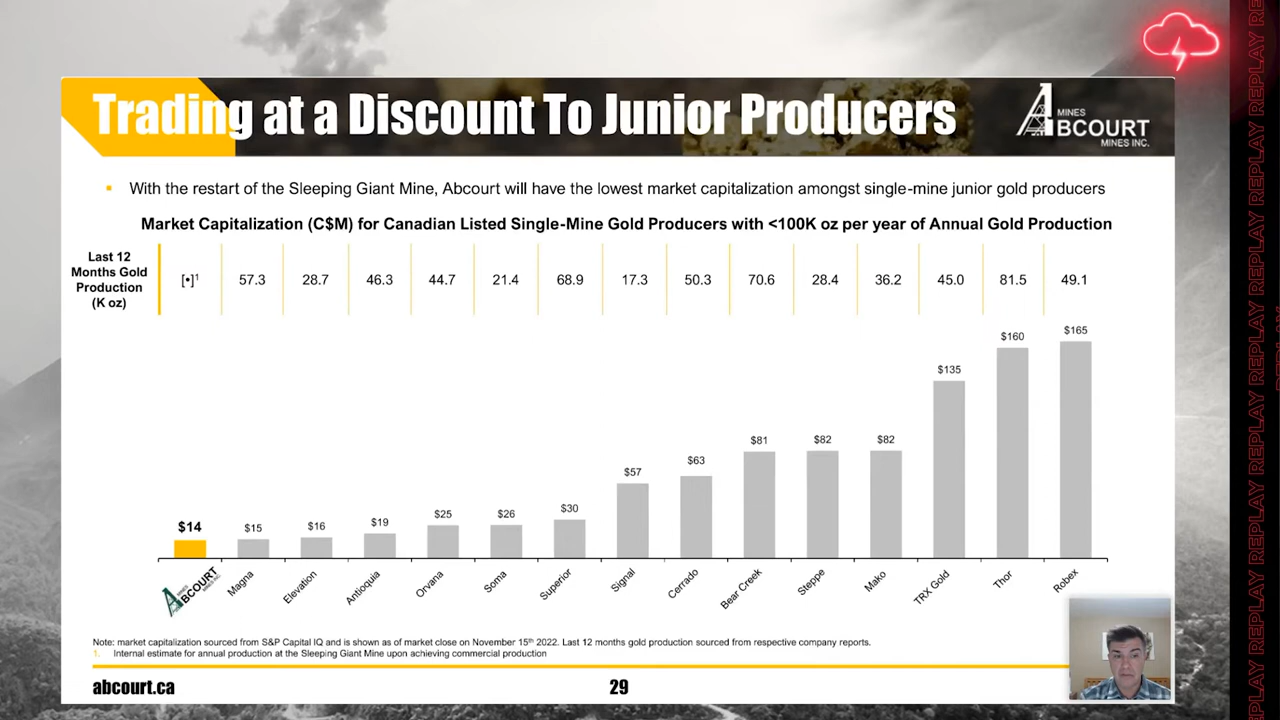 Trading at a Discount To Junior Producers
MINES
ABCOURT
MINES INC.
▪ With the restart of the Sleeping Giant Mine, Abcourt will have the lowest market capitalization amongst single-mine junior gold producers
Market Capitalization (C$M) for Canadian Listed Single-Mine Gold Producers with <100K oz per year of Annual Gold Production
Last 12
Months Gold
Production
(K oz)
[•]¹ 57.3 28.7 46.3 44.7 21.4 68.9 17.3 50.3 70.6 28.4 36.2 45.0 81.5 49.1
$14 $15 $16 $19 $25 $26 $30 $57 $63 $81 $82 $82 $135 $160 $165
ABCOURT Magna Elevation Antioquia Orvana Soma Superior Signal Cerrado Bear Creek Steppe Mako TRX Gold Thor Robex
Note: market capitalization sourced from S&P Capital IQ and is shown as of market close on November 15th 2022. Last 12 months gold production sourced from respective company reports.
1. Internal estimate for annual production at the Sleeping Giant Mine upon achieving commercial production
abcourt.ca
29
REPLAY REPLAY REPLAY REPLAY REPLAY REPLAY REPLAY